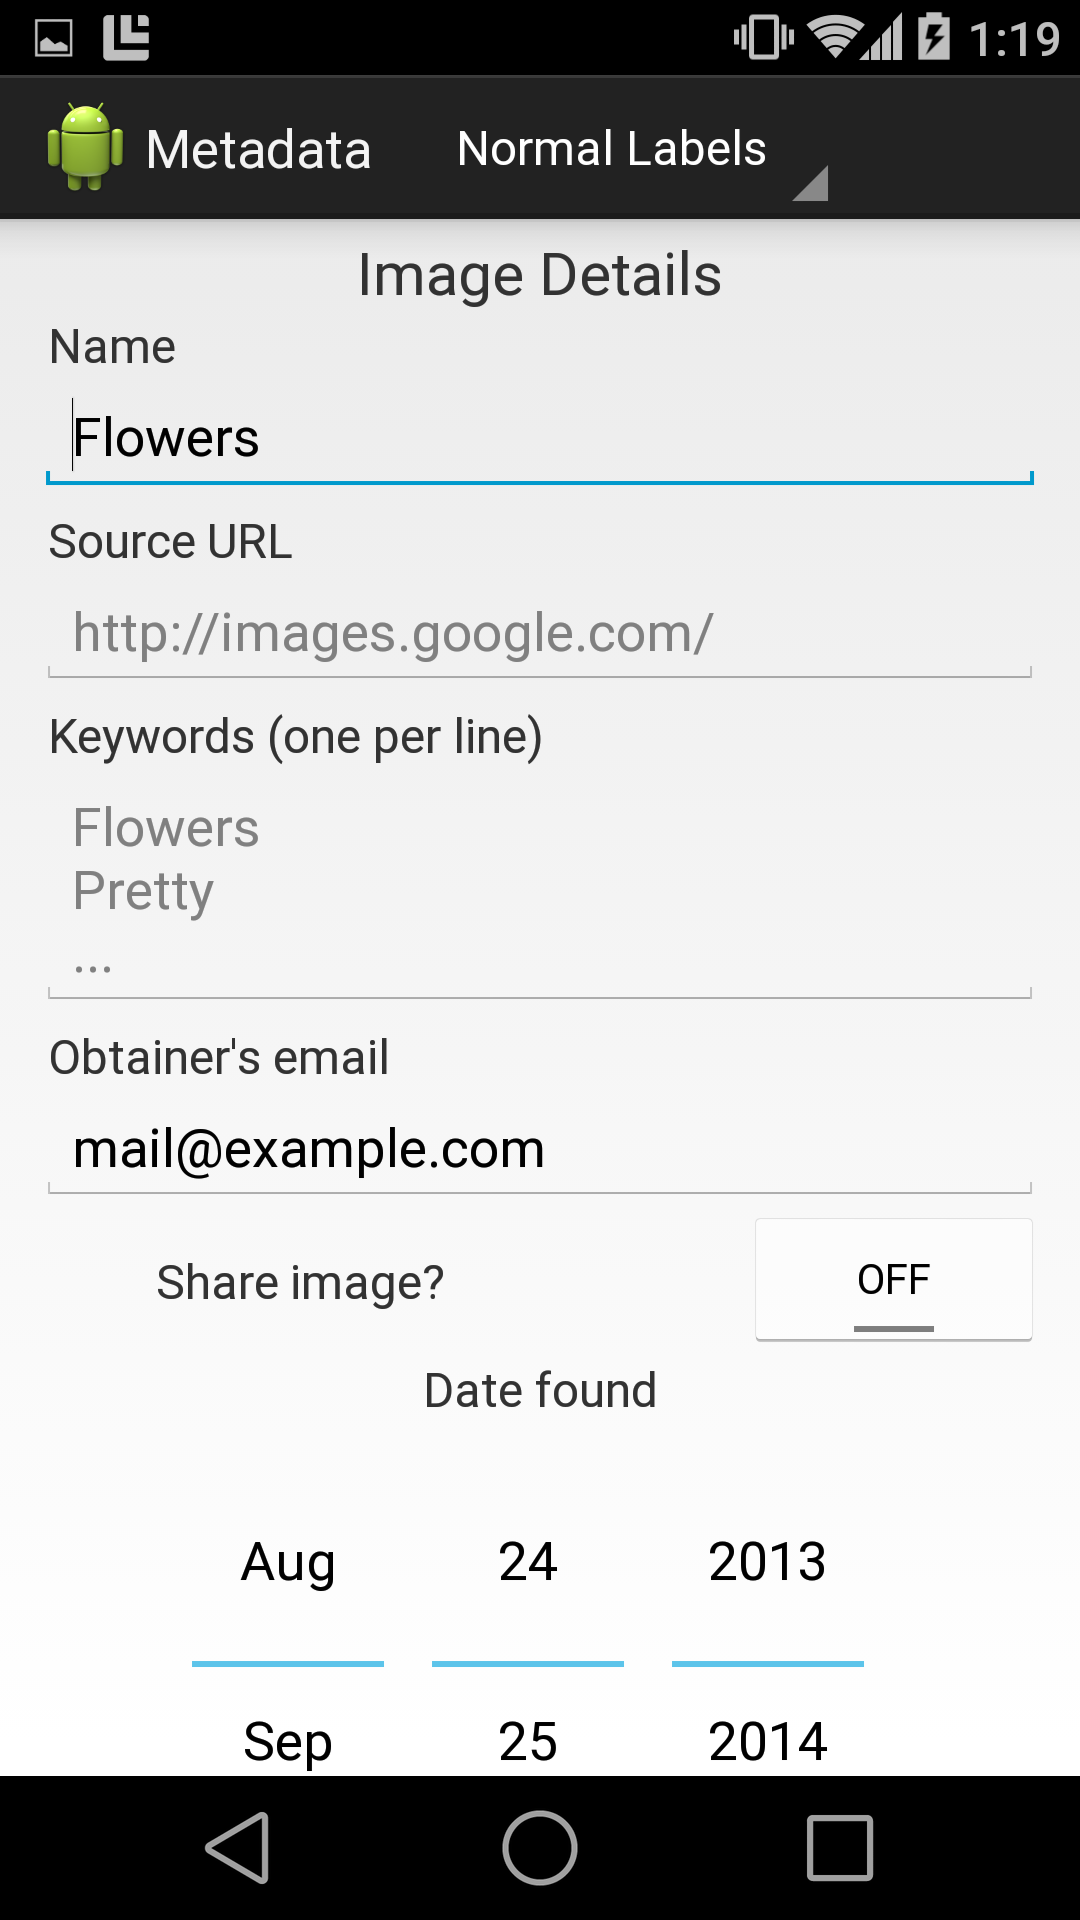 1:19
Metadata Normal Labels
Image Details
Name
Flowers
Source URL
http://images.google.com/
Keywords (one per line)
Flowers
Pretty
...
Obtainer's email
mail@example.com
Share image? OFF
Date found
Aug 24 2013
Sep 25 2014